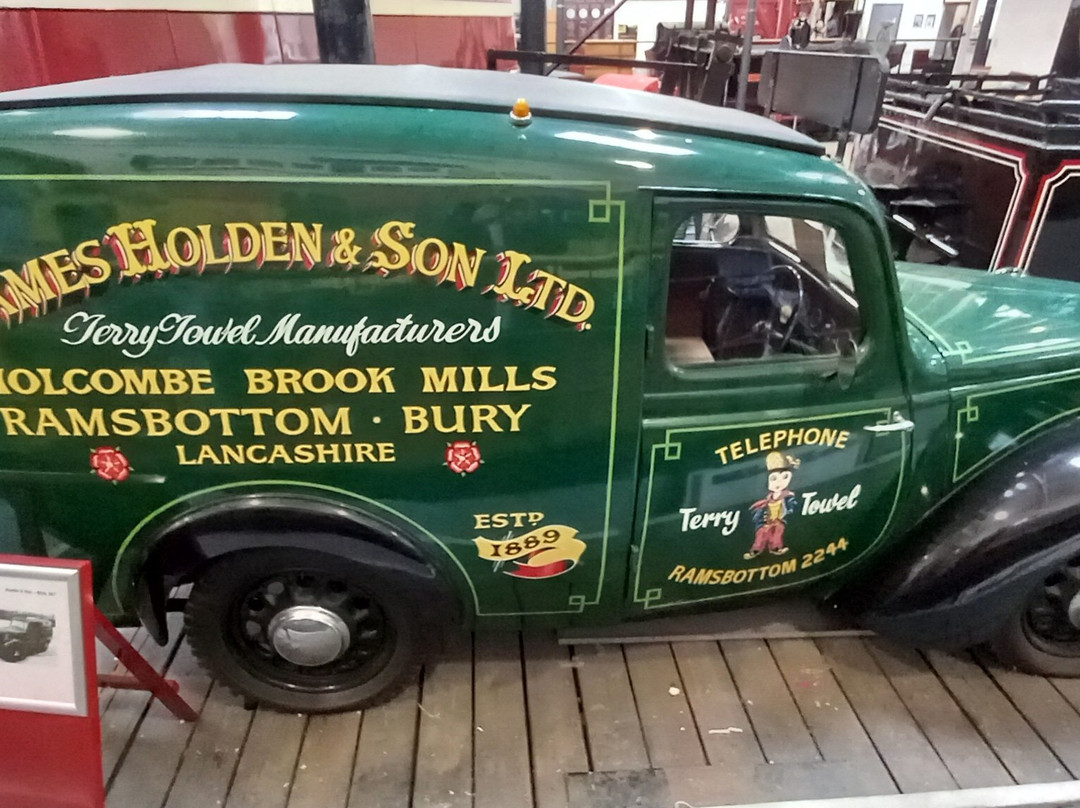 AMES HOLDEN & SON LTD.
Terry Towel Manufacturers
HOLCOMBE BROOK MILLS
RAMSBOTTOM · BURY
LANCASHIRE
ESTD
1889
TELEPHONE
Terry Towel
RAMSBOTTOM 2244